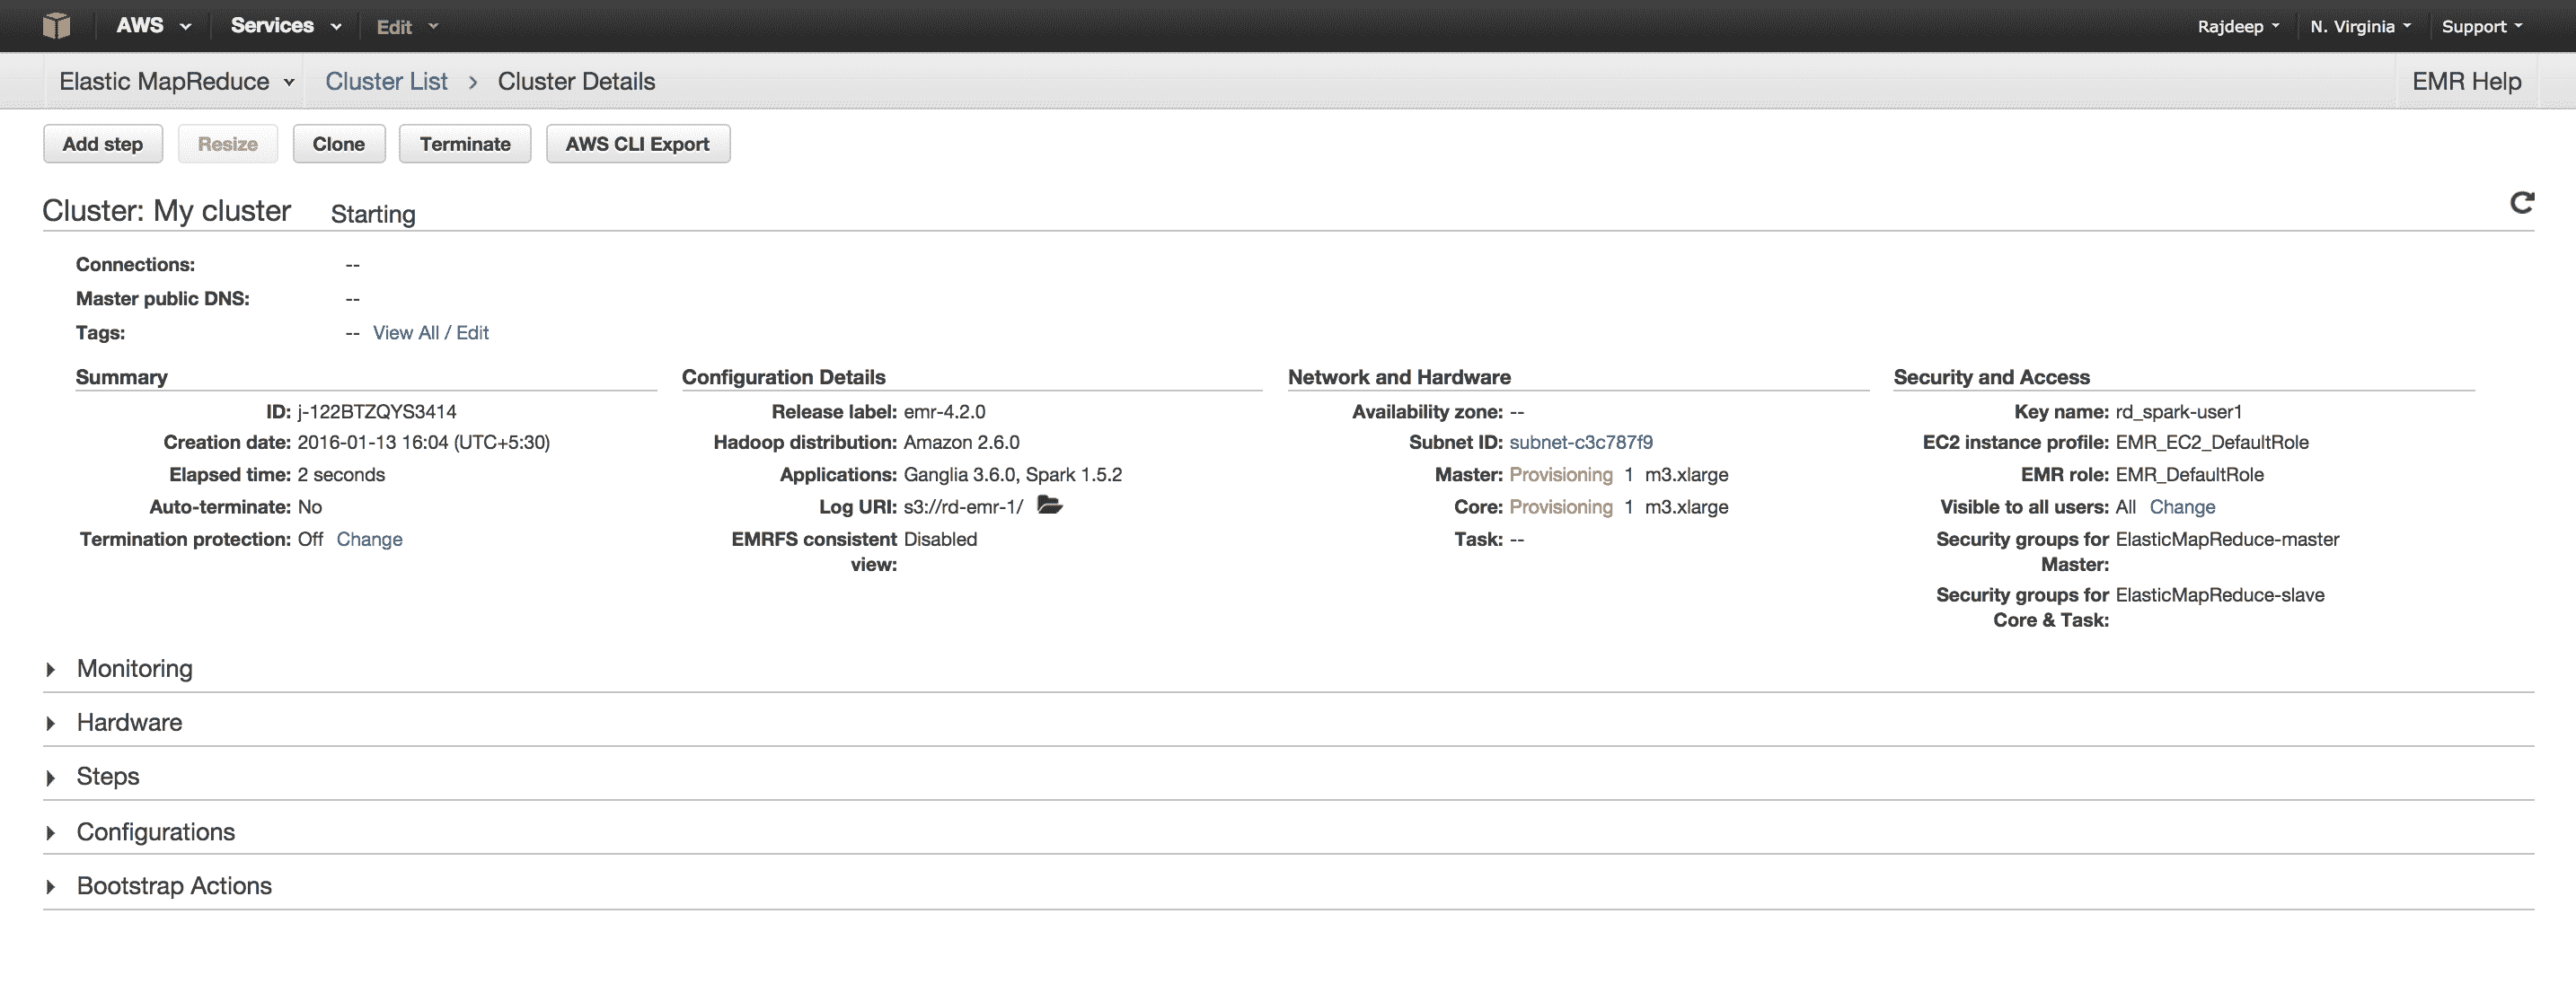 AWS Services Edit Rajdeep N. Virginia Support
Elastic MapReduce Cluster List > Cluster Details EMR Help
Add step Resize Clone Terminate AWS CLI Export
Cluster: My cluster Starting
Connections: --
Master public DNS: --
Tags: -- View All / Edit
Summary
ID: j-122BTZQYS3414
Creation date: 2016-01-13 16:04 (UTC+5:30)
Elapsed time: 2 seconds
Auto-terminate: No
Termination protection: Off Change
Configuration Details
Release label: emr-4.2.0
Hadoop distribution: Amazon 2.6.0
Applications: Ganglia 3.6.0, Spark 1.5.2
Log URI: s3://rd-emr-1/
EMRFS consistent Disabled
view:
Network and Hardware
Availability zone: --
Subnet ID: subnet-c3c787f9
Master: Provisioning 1 m3.xlarge
Core: Provisioning 1 m3.xlarge
Task: --
Security and Access
Key name: rd_spark-user1
EC2 instance profile: EMR_EC2_DefaultRole
EMR role: EMR_DefaultRole
Visible to all users: All Change
Security groups for ElasticMapReduce-master
Master:
Security groups for ElasticMapReduce-slave
Core & Task:
Monitoring
Hardware
Steps
Configurations
Bootstrap Actions